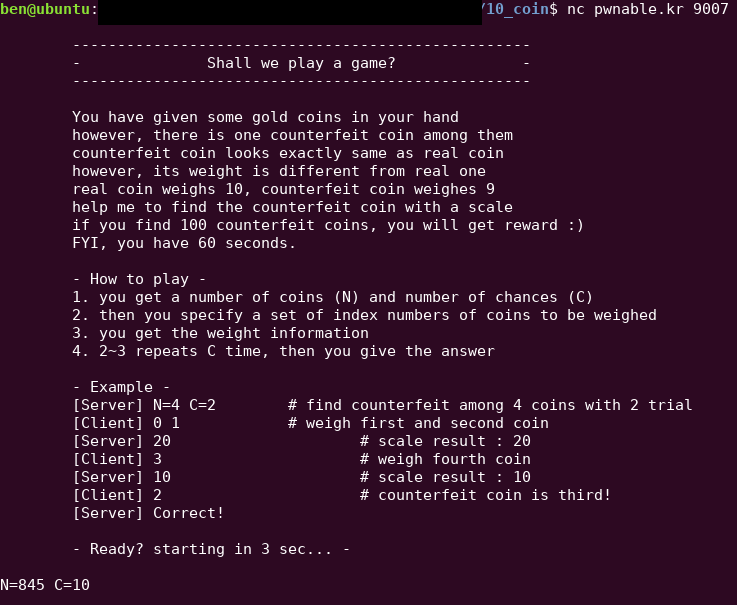 ben@ubuntu: /10_coin$ nc pwnable.kr 9007
---------------------------------------------------
- Shall we play a game? -
---------------------------------------------------
You have given some gold coins in your hand
however, there is one counterfeit coin among them
counterfeit coin looks exactly same as real coin
however, its weight is different from real one
real coin weighs 10, counterfeit coin weighes 9
help me to find the counterfeit coin with a scale
if you find 100 counterfeit coins, you will get reward :)
FYI, you have 60 seconds.
- How to play -
1. you get a number of coins (N) and number of chances (C)
2. then you specify a set of index numbers of coins to be weighed
3. you get the weight information
4. 2~3 repeats C time, then you give the answer
- Example -
[Server] N=4 C=2 # find counterfeit among 4 coins with 2 trial
[Client] 0 1 # weigh first and second coin
[Server] 20 # scale result : 20
[Client] 3 # weigh fourth coin
[Server] 10 # scale result : 10
[Client] 2 # counterfeit coin is third!
[Server] Correct!
- Ready? starting in 3 sec... -
N=845 C=10